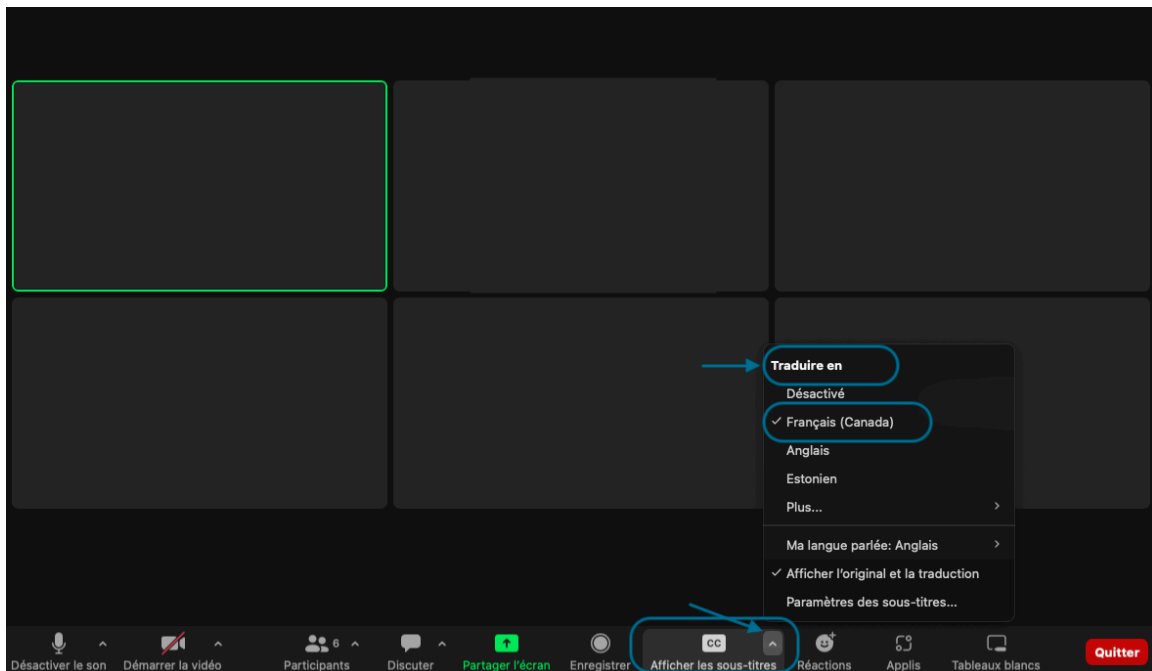 Traduire en
Désactivé
Français (Canada)
Anglais
Estonien
Plus...
Ma langue parlée: Anglais
Afficher l'original et la traduction
Paramètres des sous-titres...
6
CC
Désactiver le son
Démarrer la vidéo
Participants
Discuter
Partager l'écran
Enregistrer
Afficher les sous-titres
Réactions
Applis
Tableaux blancs
Quitter